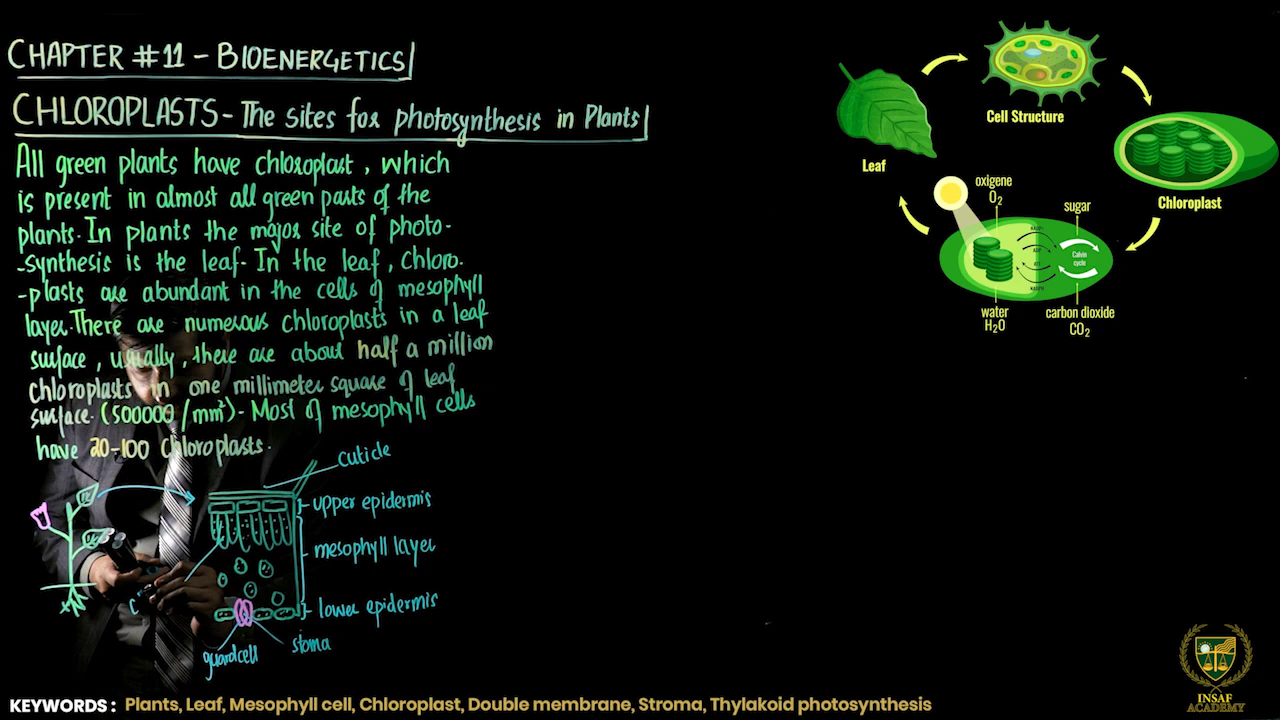 CHAPTER #11 - BIOENERGETICS
CHLOROPLASTS - The sites for photosynthesis in Plants
All green plants have chloroplast, which
is present in almost all green parts of the
plants. In plants the major site of photo-
-synthesis is the leaf. In the leaf, chloro-
-plasts are abundant in the cells of mesophyll
layer. There are numerous chloroplasts in a leaf
surface, usually, there are about half a million
chloroplasts in one millimeter square of leaf
surface. (500000/mm²). Most of mesophyll cells
have 20-100 Chloroplasts.
cuticle
upper epidermis
mesophyll layer
lower epidermis
stoma
guardcell
C
Cell Structure
Leaf
Chloroplast
oxigene
O₂
sugar
Calvin
cycle
ADP
water
H₂O
carbon dioxide
CO₂
INSAF
ACADEMY
KEYWORDS : Plants, Leaf, Mesophyll cell, Chloroplast, Double membrane, Stroma, Thylakoid photosynthesis